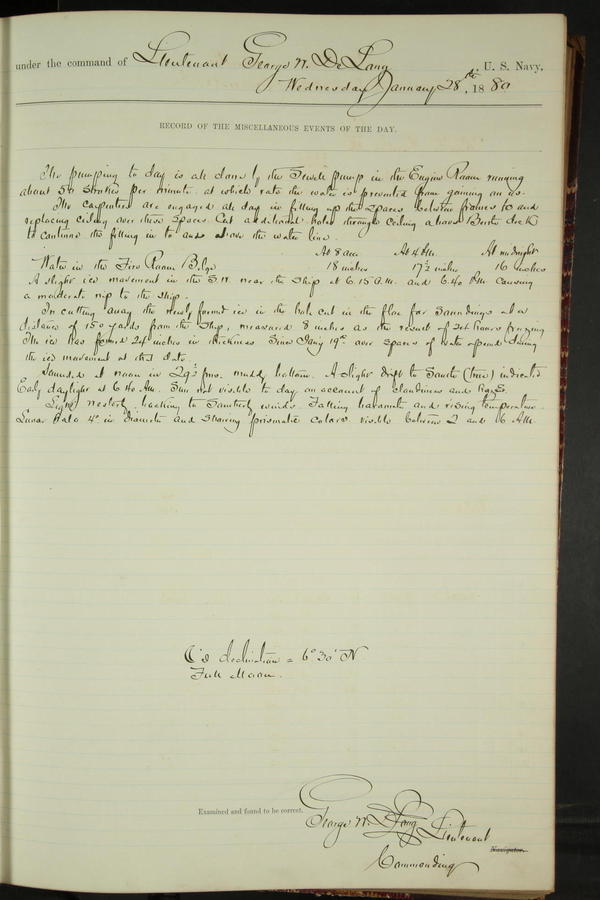 under the command of Lieutenant George W. De Long, U. S. Navy,
Wednesday January 28th, 1880
RECORD OF THE MISCELLANEOUS EVENTS OF THE DAY.
The pumping to day is all done by the Sewell pump in the Engine Room running
about 50 strokes per minute at which rate the water is prevented from gaining on us.
The carpenters are engaged all day in filling up the spaces between frames and
replacing ceiling over these spaces. Cut additional holes through ceiling above Berth deck
to continue the filling in to and above the water line.
At 8 am At 4 PM. At midnight
Water in the Fire Room Bilge 18 inches 17½ inches 16 inches
A slight ice movement in the S.W. near the ship at 6.15 A.M. and 6.40 PM causing
a moderate nip to the ship.
In cutting away the newly formed ice in the hole cut in the floe for soundings at a
distance of 150 yards from the ship, measured 8 inches as the result of 24 hours freezing
The ice has formed 24 inches in thickness since Jany 19th over spaces of water opened during
the ice movement at that date.
Sounded at noon in 29½ fms. muddy bottom. A slight drift to South (true) indicated
Early daylight at 6.40 AM. Sun not visible to day on account of cloudiness and haze.
Light westerly, backing to Southerly winds. Falling barometer and rising temperature.
Lunar halo 4° in diameter and showing prismatic colors visible between 2 and 6 AM.
declination = 6° 30' N
Full Moon.
Examined and found to be correct.
George W. De Long Lieutenant
Navigator.
Commanding